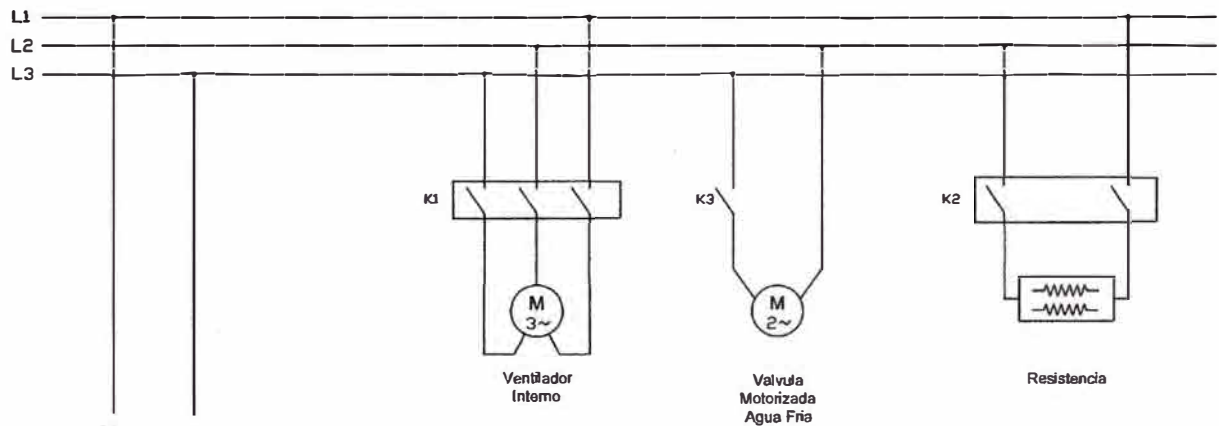 L1
L2
L3
K1
K3
K2
M
3~
M
2~
Ventilador
Interno
Valvula
Motorizada
Agua Fria
Resistencia